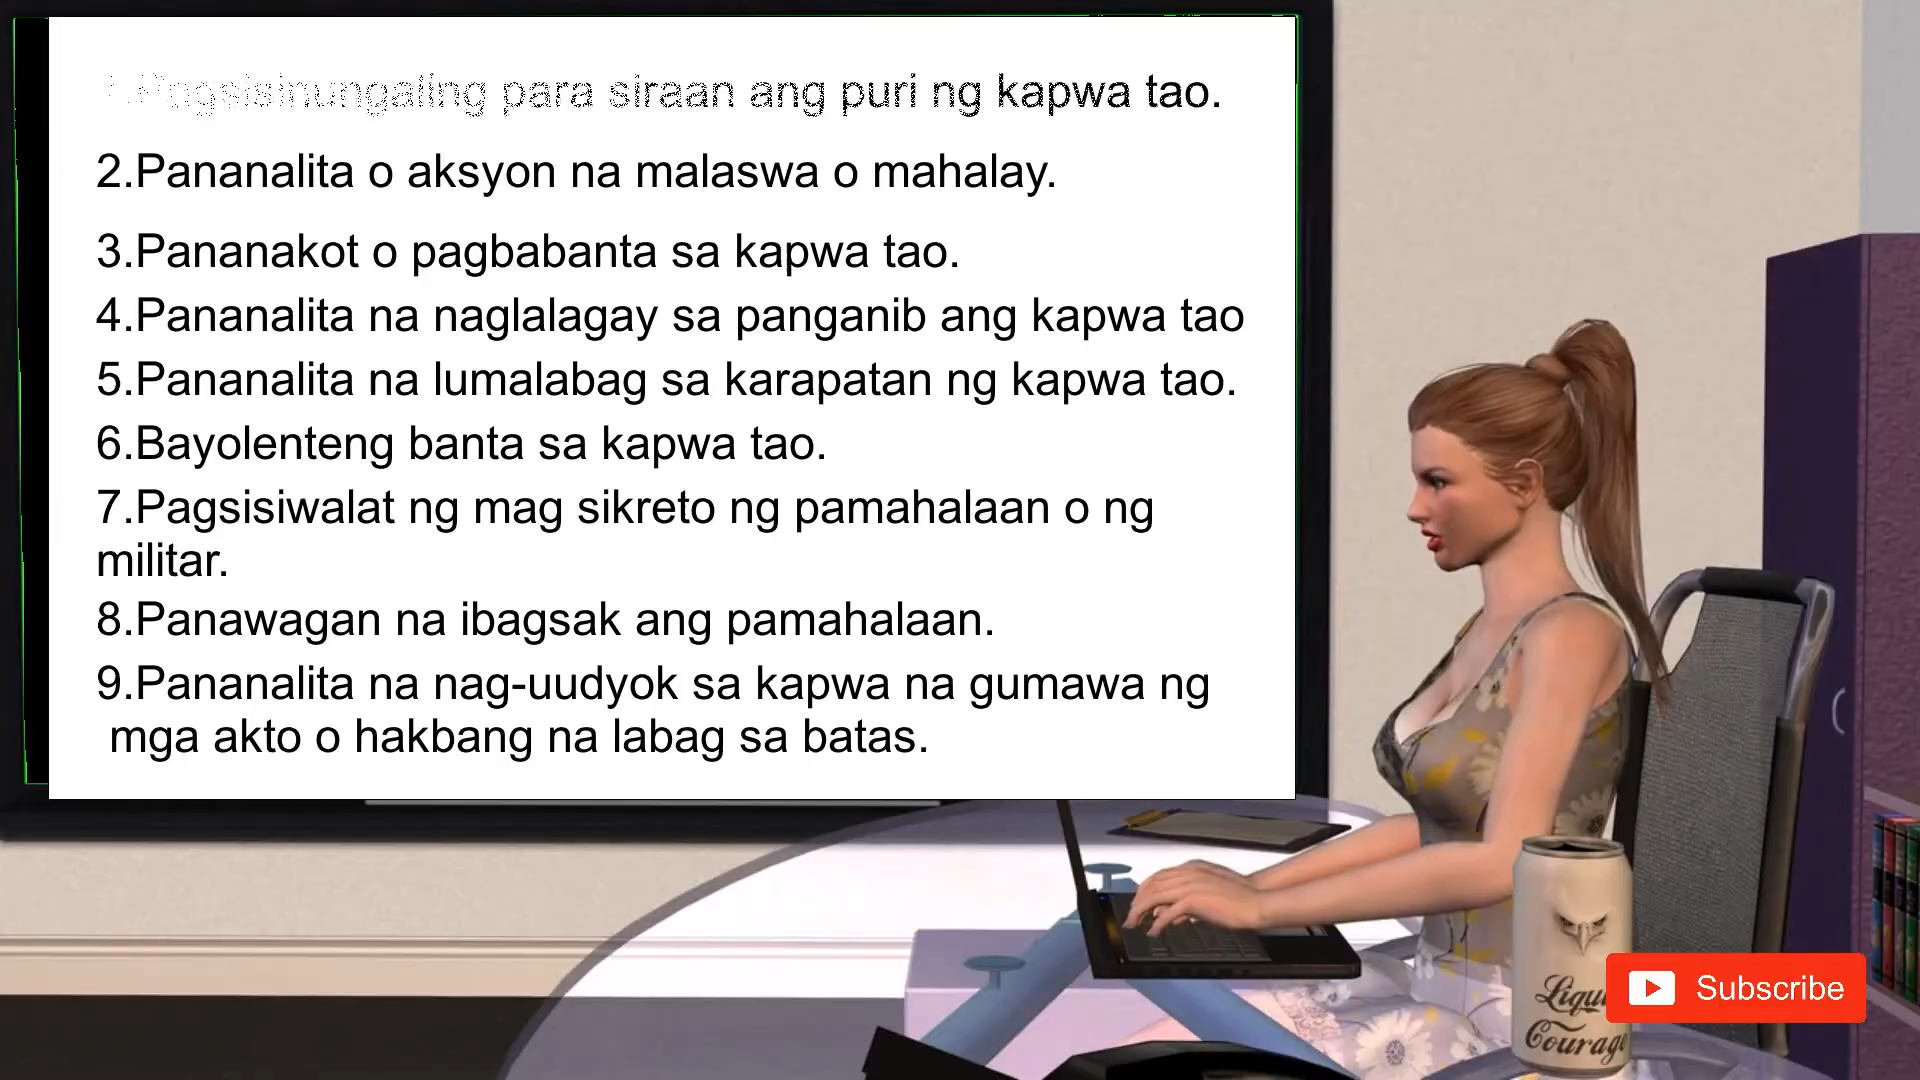 1.Pagsisinungaling para siraan ang puri ng kapwa tao.
2.Pananalita o aksyon na malaswa o mahalay.
3.Pananakot o pagbabanta sa kapwa tao.
4.Pananalita na naglalagay sa panganib ang kapwa tao
5.Pananalita na lumalabag sa karapatan ng kapwa tao.
6.Bayolenteng banta sa kapwa tao.
7.Pagsisiwalat ng mag sikreto ng pamahalaan o ng
militar.
8.Panawagan na ibagsak ang pamahalaan.
9.Pananalita na nag-uudyok sa kapwa na gumawa ng
mga akto o hakbang na labag sa batas.
Courage
Subscribe